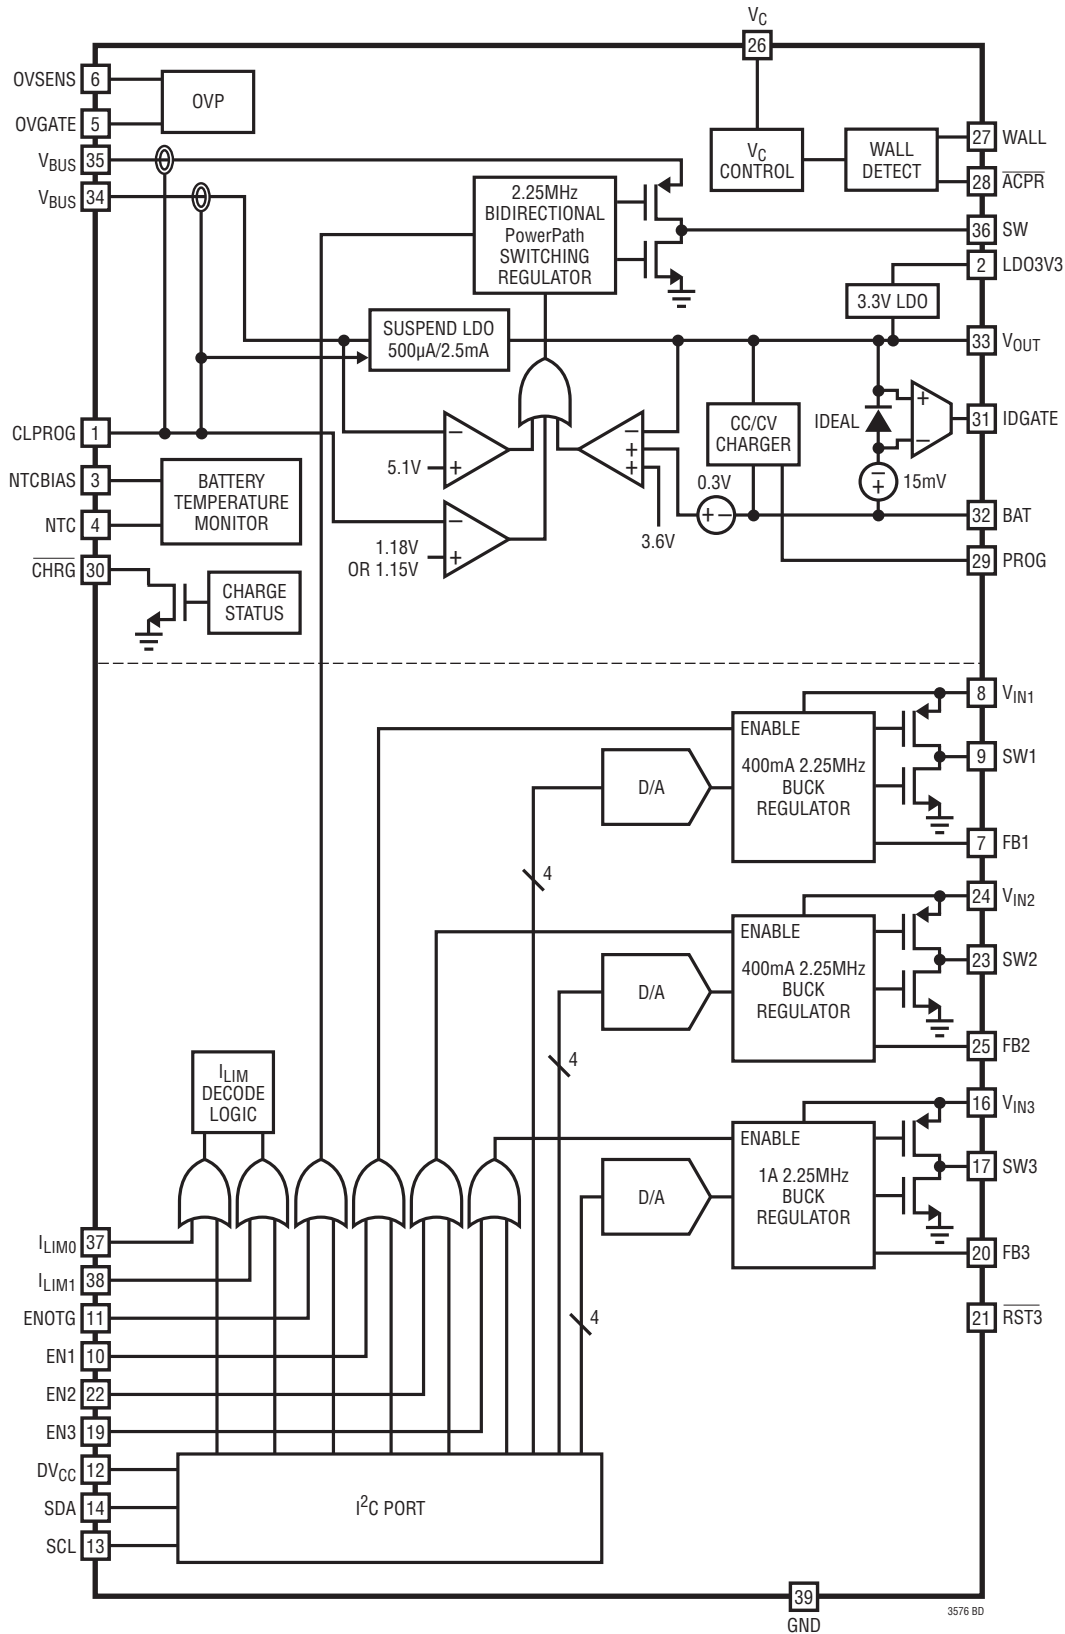 V_C
26
OVSENS 6
OVP
OVGATE 5
V_BUS 35
V_BUS 34
V_C
CONTROL
WALL
DETECT
27 WALL
28 ACPR
2.25MHz
BIDIRECTIONAL
PowerPath
SWITCHING
REGULATOR
36 SW
2 LDO3V3
3.3V LDO
SUSPEND LDO
500µA/2.5mA
33 V_OUT
CLPROG 1
–
5.1V +
–
+
+
CC/CV
CHARGER
IDEAL
+
–
31 IDGATE
NTCBIAS 3
BATTERY
TEMPERATURE
MONITOR
NTC 4
0.3V
+ –
–
+
15mV
–
1.18V
OR 1.15V
+
3.6V
32 BAT
29 PROG
CHRG 30
CHARGE
STATUS
8 V_IN1
ENABLE
400mA 2.25MHz
BUCK
REGULATOR
D/A
9 SW1
7 FB1
4
24 V_IN2
ENABLE
400mA 2.25MHz
BUCK
REGULATOR
D/A
23 SW2
25 FB2
4
I_LIM
DECODE
LOGIC
16 V_IN3
ENABLE
1A 2.25MHz
BUCK
REGULATOR
D/A
17 SW3
20 FB3
4
21 RST3
I_LIM0 37
I_LIM1 38
ENOTG 11
EN1 10
EN2 22
EN3 19
DV_CC 12
SDA 14
SCL 13
I²C PORT
39
GND
3576 BD